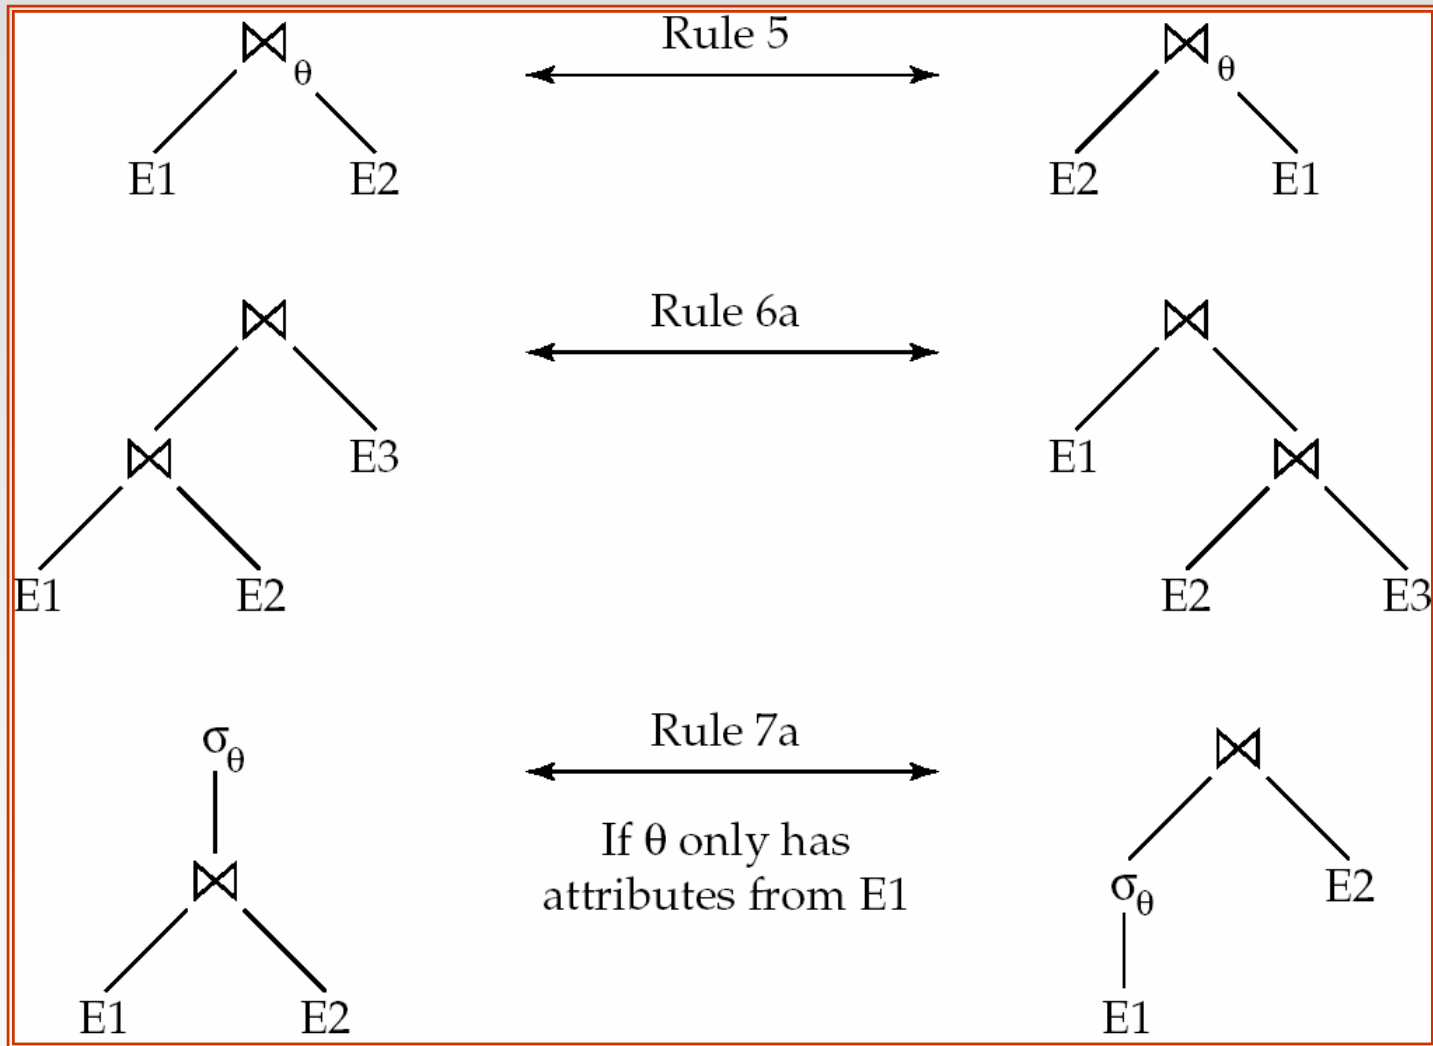 ⋈θ
Rule 5
⋈θ
E1 E2
E2 E1
⋈
Rule 6a
⋈
⋈ E3
E1 ⋈
E1 E2
E2 E3
σθ
Rule 7a
⋈
If θ only has
attributes from E1
⋈
σθ E2
E1 E2
E1